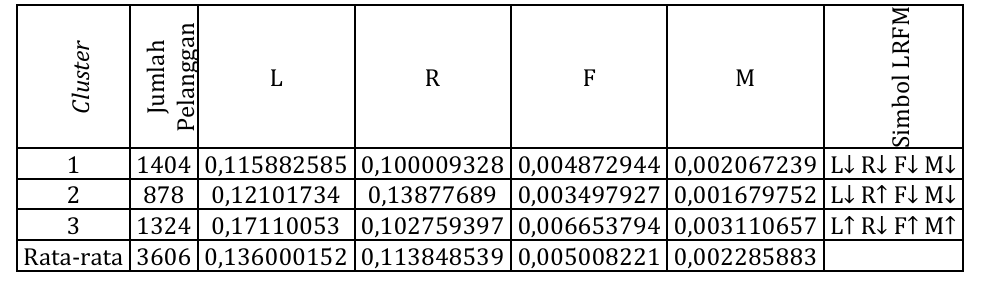 Cluster Jumlah Pelanggan L R F M Simbol LRFM
1 1404 0,115882585 0,100009328 0,004872944 0,002067239 L↓ R↓ F↓ M↓
2 878 0,12101734 0,13877689 0,003497927 0,001679752 L↓ R↑ F↓ M↓
3 1324 0,17110053 0,102759397 0,006653794 0,003110657 L↑ R↓ F↑ M↑
Rata-rata 3606 0,136000152 0,113848539 0,005008221 0,002285883